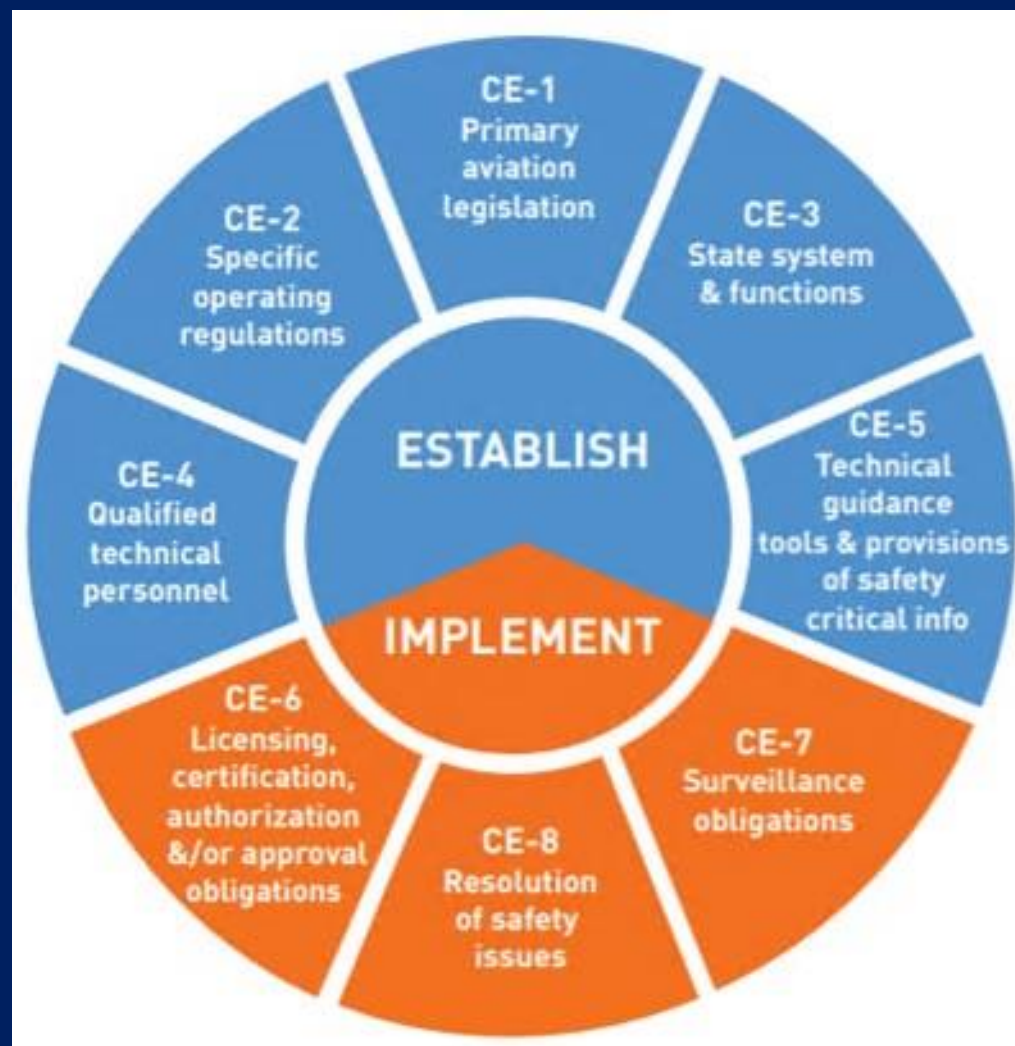 CE-1
Primary
aviation
legislation
CE-2
Specific
operating
regulations
CE-3
State system
& functions
CE-4
Qualified
technical
personnel
ESTABLISH
CE-5
Technical
guidance
tools & provisions
of safety
critical info
IMPLEMENT
CE-6
Licensing,
certification,
authorization
&/or approval
obligations
CE-8
Resolution
of safety
issues
CE-7
Surveillance
obligations